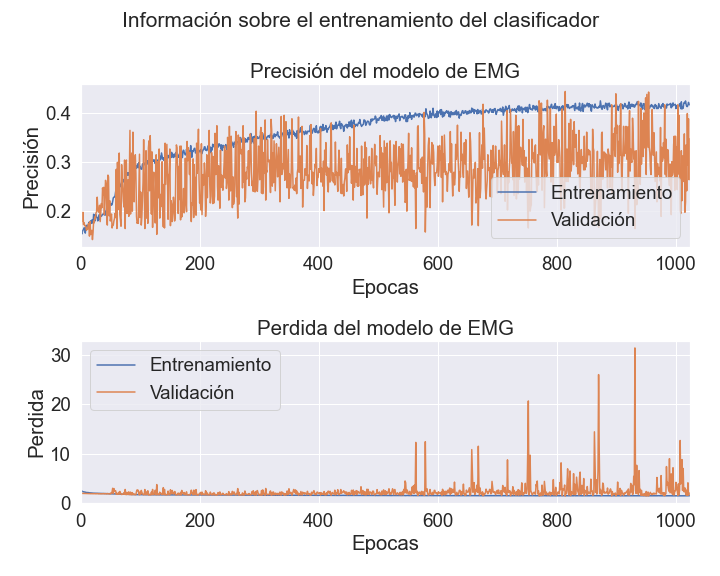 Información sobre el entrenamiento del clasificador
Precisión del modelo de EMG
Precisión
0.4
0.3
0.2
Entrenamiento
Validación
0 200 400 600 800 1000
Epocas
Perdida del modelo de EMG
Perdida
30
20
10
0
Entrenamiento
Validación
0 200 400 600 800 1000
Epocas